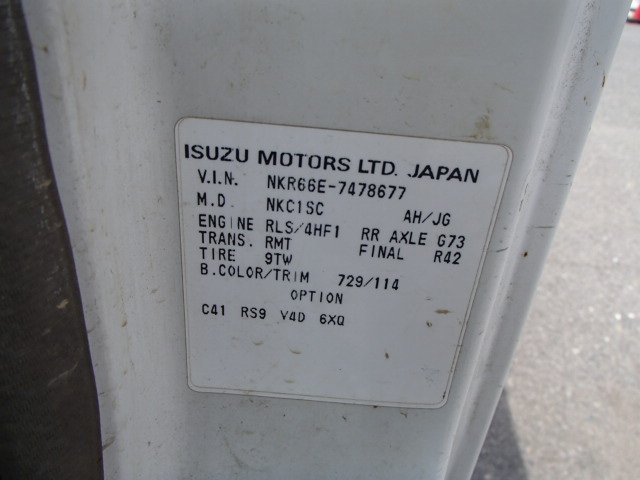 ISUZU MOTORS LTD. JAPAN
V.I.N. NKR66E-7478677
M.D. NKC1SC AH/JG
ENGINE RLS/4HF1 RR AXLE G73
TRANS. RMT FINAL R42
TIRE 9TW
B.COLOR/TRIM 729/114
OPTION
C41 RS9 V4D 6XQ